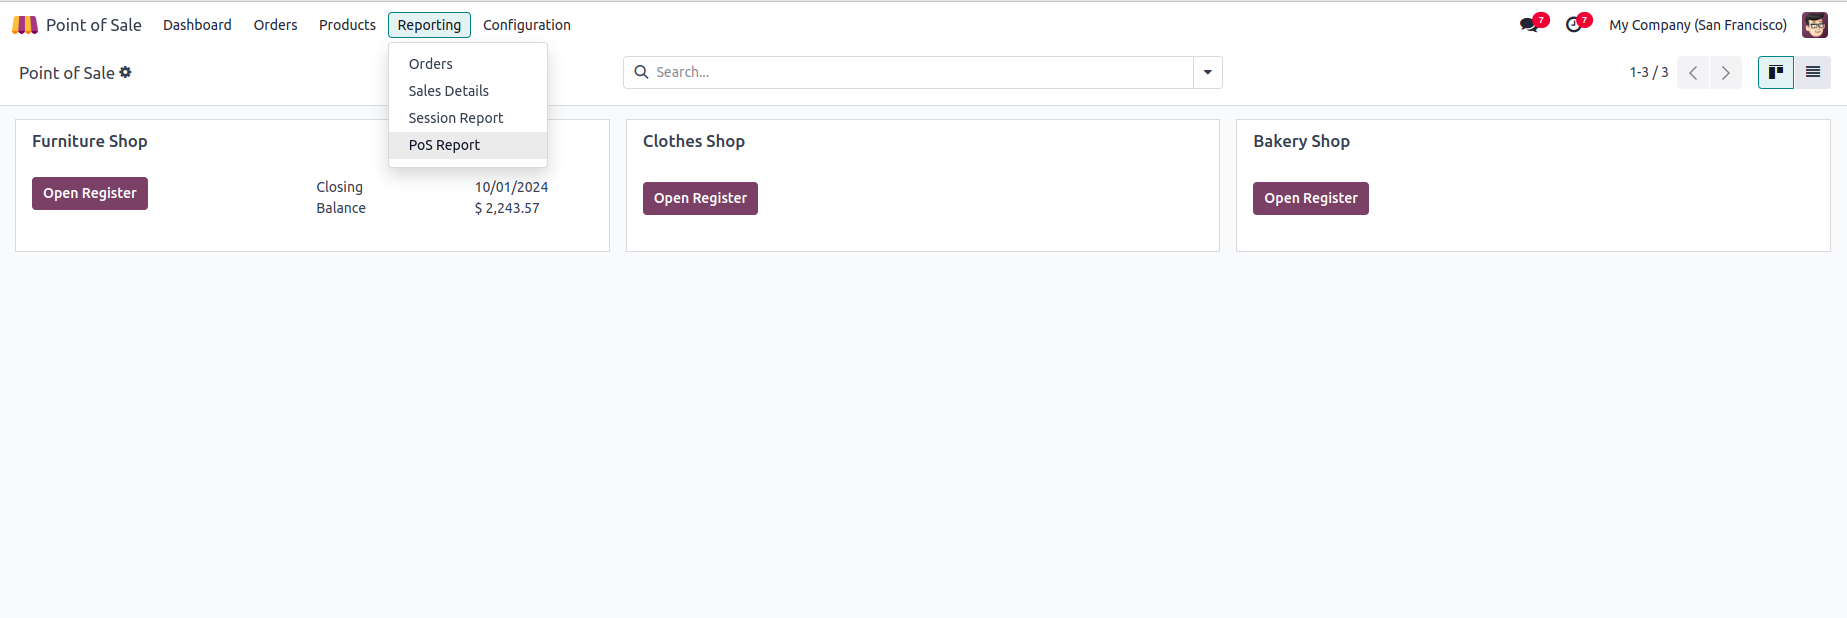 Point of Sale Dashboard Orders Products Reporting Configuration 7 7 My Company (San Francisco)
Point of Sale Search... 1-3 / 3
Orders
Sales Details
Session Report
PoS Report
Furniture Shop
Open Register
Closing 10/01/2024
Balance $ 2,243.57
Clothes Shop
Open Register
Bakery Shop
Open Register